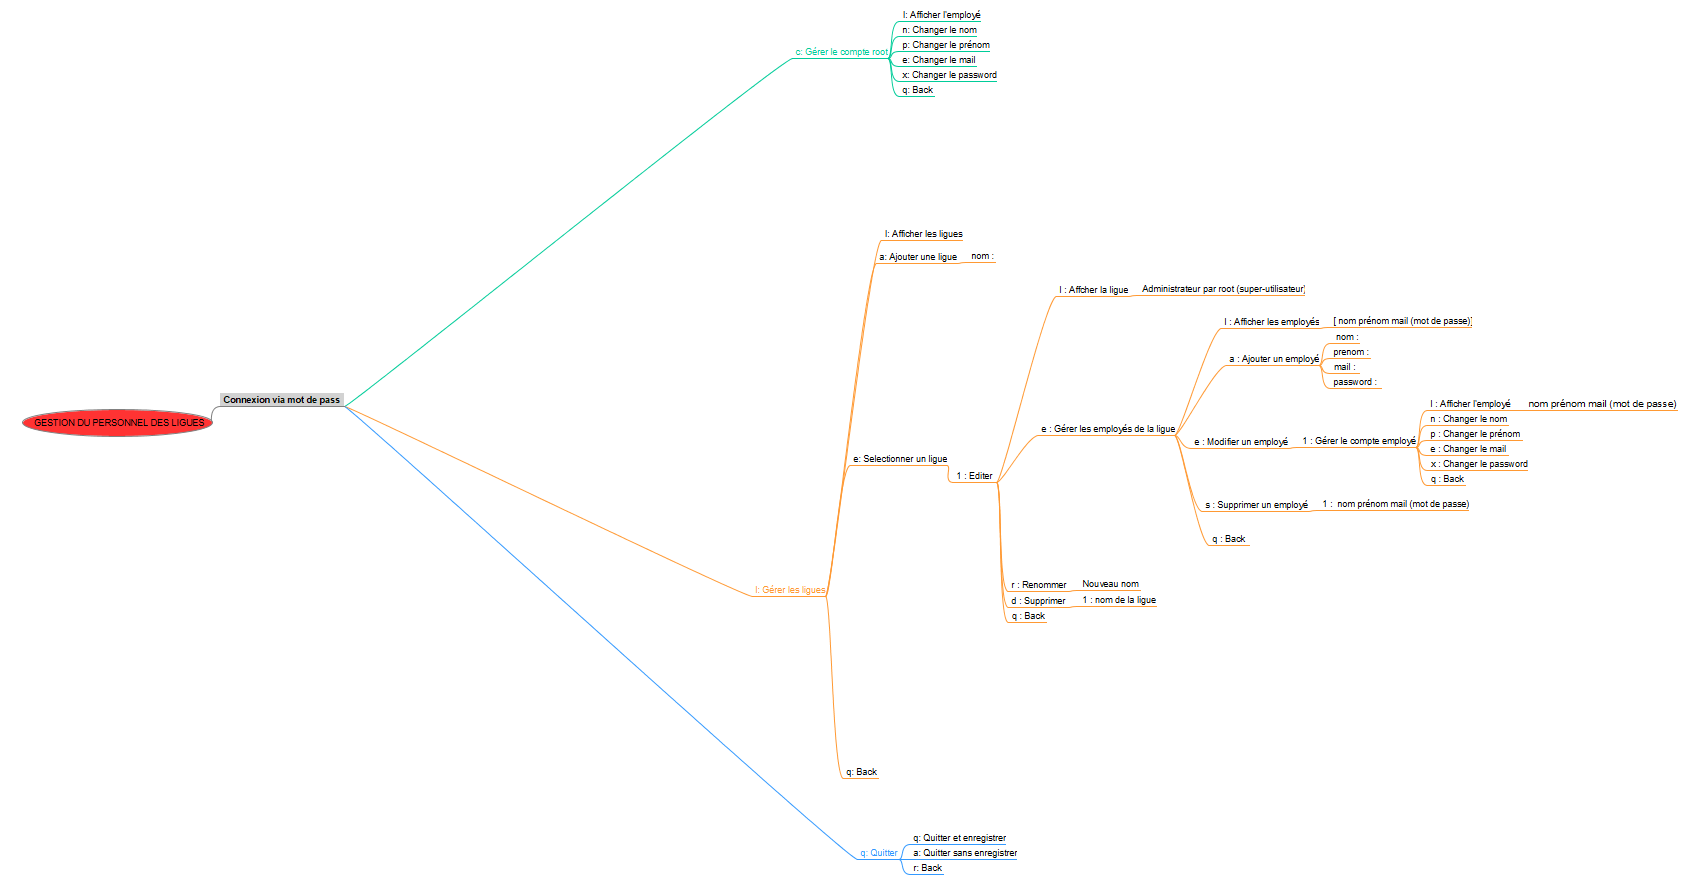 GESTION DU PERSONNEL DES LIGUES
Connexion via mot de pass
c: Gérer le compte root
l: Afficher l'employé
n: Changer le nom
p: Changer le prénom
e: Changer le mail
x: Changer le password
q: Back
l: Gérer les ligues
l: Afficher les ligues
a: Ajouter une ligue
nom :
e: Selectionner un ligue
1 : Editer
l : Affcher la ligue
Administrateur par root (super-utilisateur)
e : Gérer les employés de la ligue
l : Afficher les employés
[ nom prénom mail (mot de passe)]
a : Ajouter un employé
nom :
prenom :
mail :
password :
e : Modifier un employé
1 : Gérer le compte employé
l : Afficher l'employé
nom prénom mail (mot de passe)
n : Changer le nom
p : Changer le prénom
e : Changer le mail
x : Changer le password
q : Back
s : Supprimer un employé
1 : nom prénom mail (mot de passe)
q : Back
r : Renommer
Nouveau nom
d : Supprimer
1 : nom de la ligue
q : Back
q: Back
q: Quitter
q: Quitter et enregistrer
a: Quitter sans enregistrer
r: Back